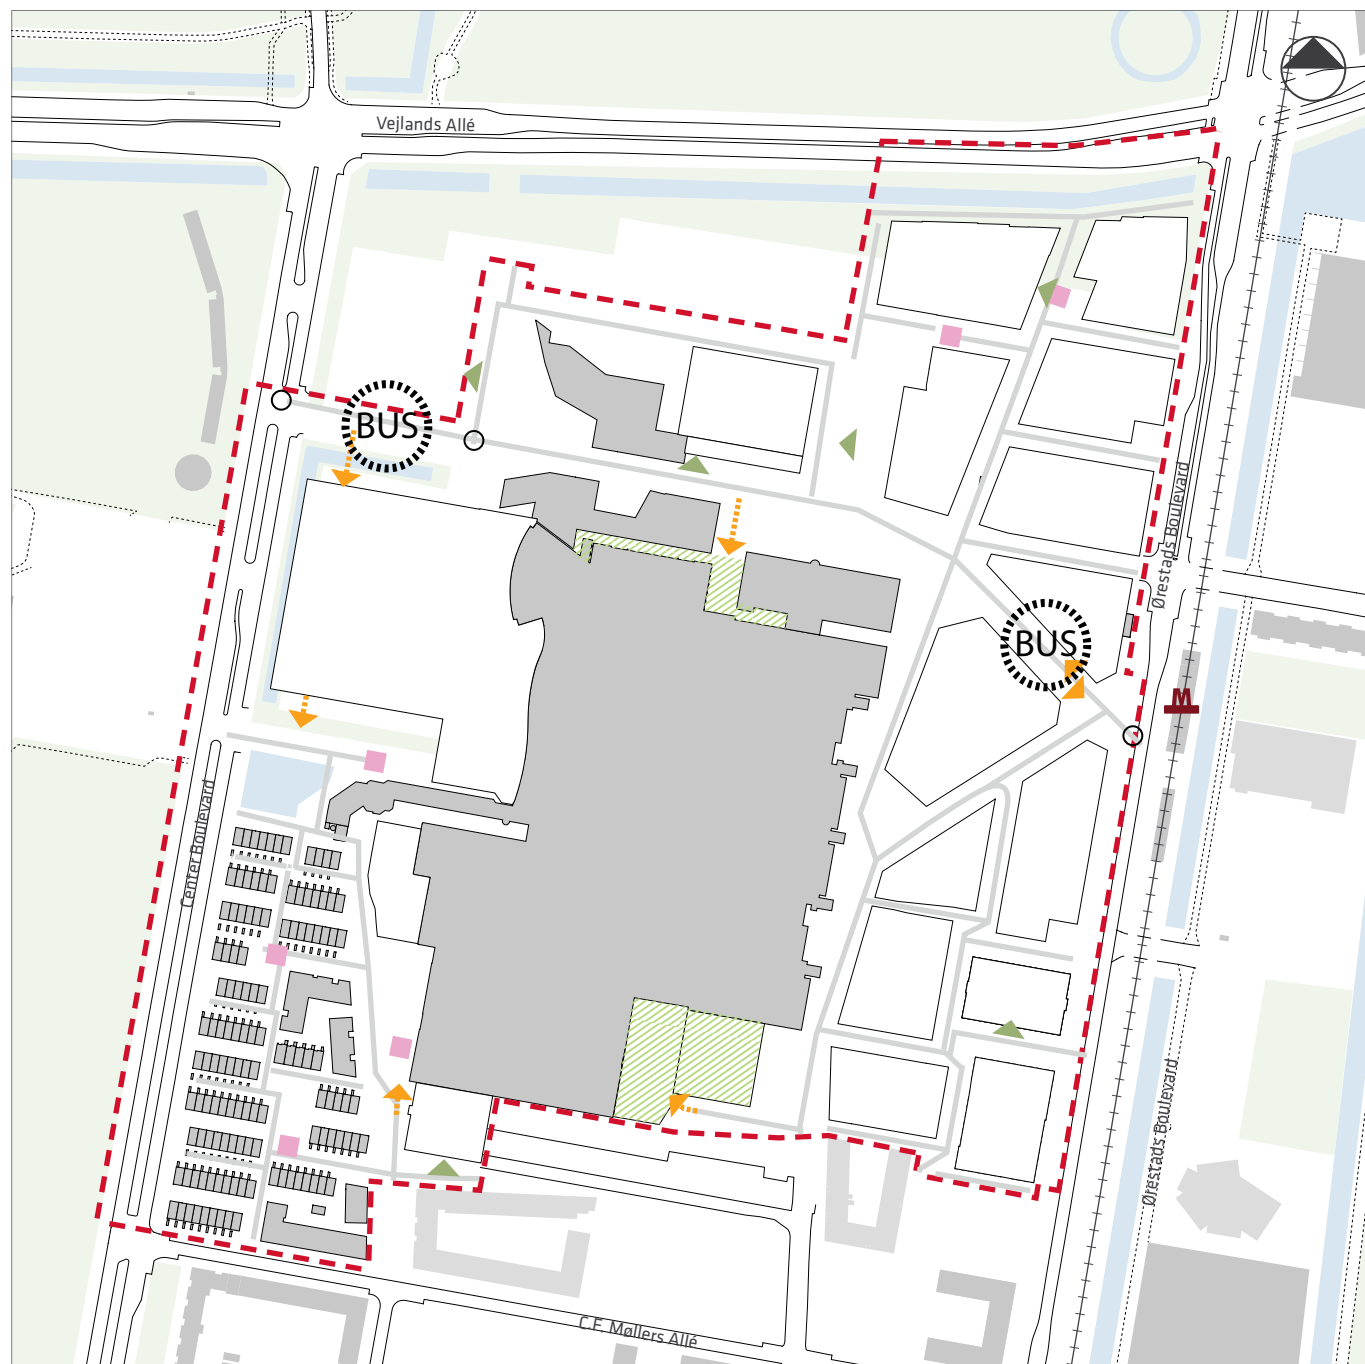 Vejlands Allé
BUS
Ørestads Boulevard
BUS
M
Center Boulevard
Ørestads Boulevard
C.F. Møllers Allé